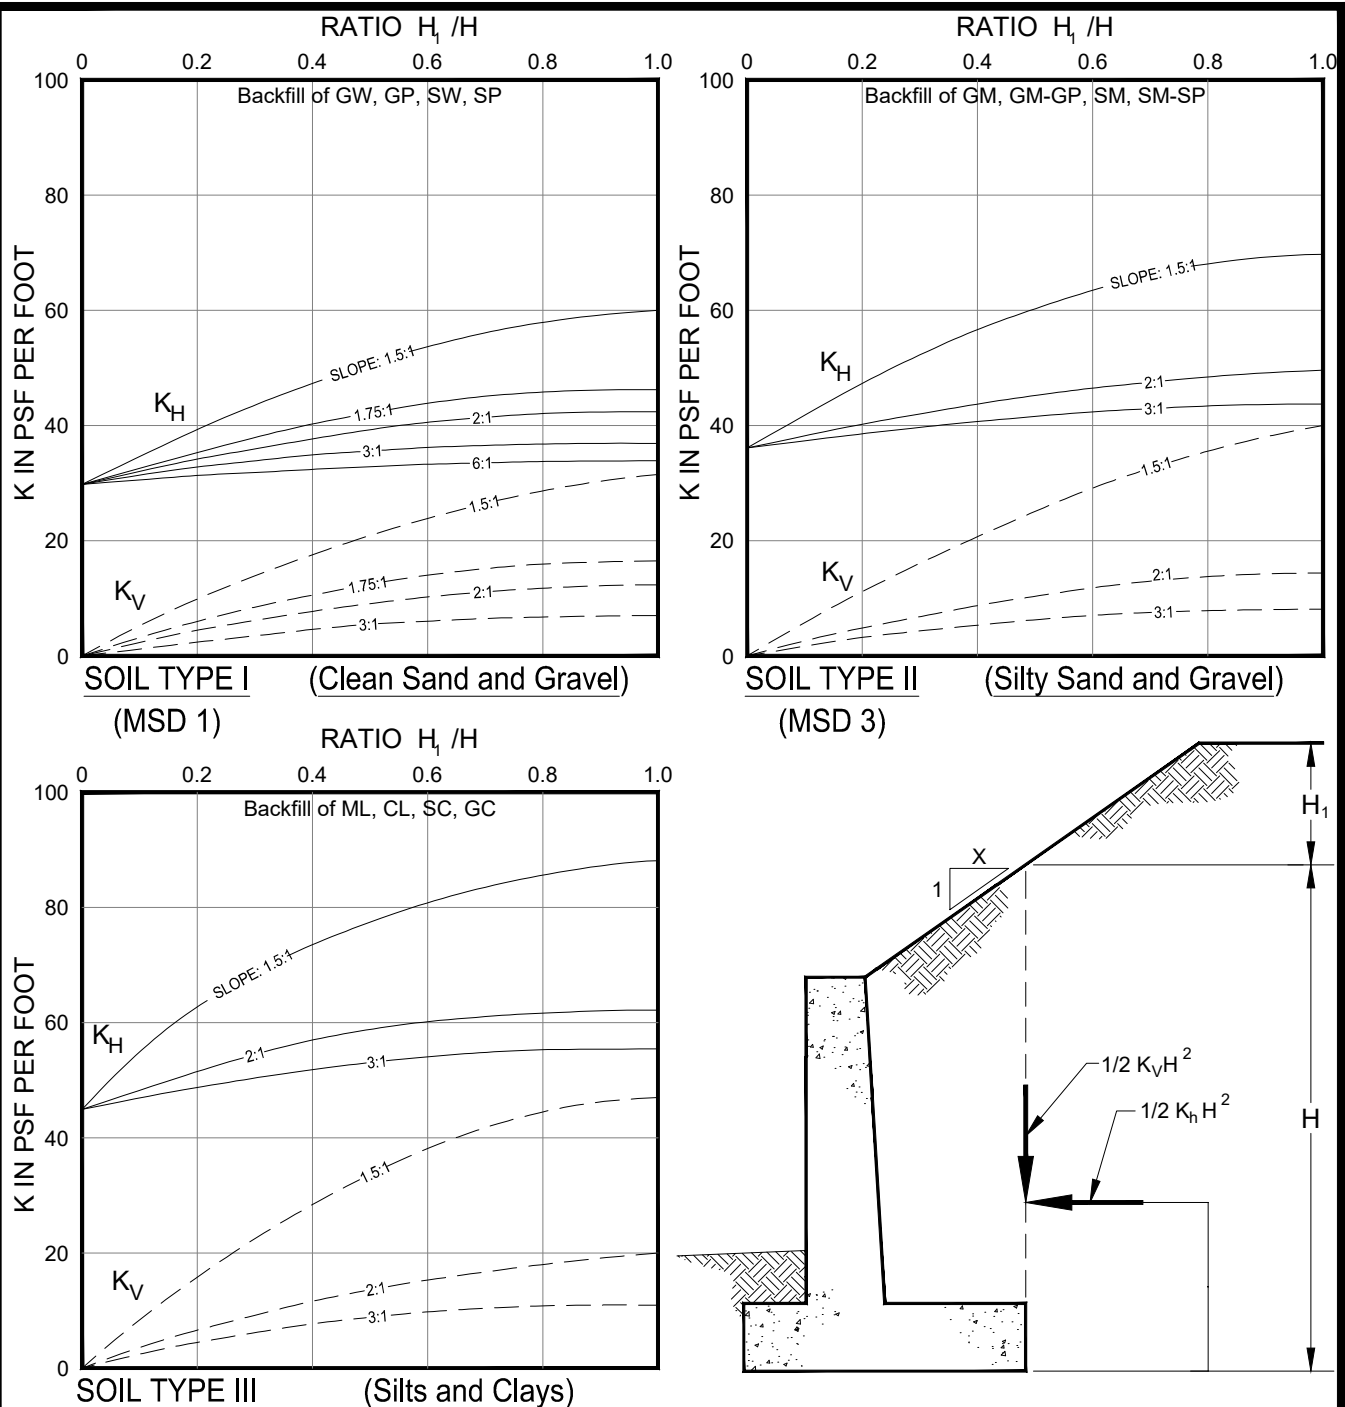 RATIO H1 /H
0 0.2 0.4 0.6 0.8 1.0
Backfill of GW, GP, SW, SP
100
80
60
40
20
0
K IN PSF PER FOOT
KH
SLOPE: 1.5:1
1.75:1
2:1
3:1
6:1
KV
1.5:1
1.75:1
2:1
3:1
SOIL TYPE I (Clean Sand and Gravel)
(MSD 1)
RATIO H1 /H
0 0.2 0.4 0.6 0.8 1.0
Backfill of GM, GM-GP, SM, SM-SP
100
80
60
40
20
0
K IN PSF PER FOOT
KH
SLOPE: 1.5:1
2:1
3:1
KV
1.5:1
2:1
3:1
SOIL TYPE II (Silty Sand and Gravel)
(MSD 3)
RATIO H1 /H
0 0.2 0.4 0.6 0.8 1.0
Backfill of ML, CL, SC, GC
100
80
60
40
20
0
K IN PSF PER FOOT
KH
SLOPE: 1.5:1
2:1
3:1
KV
1.5:1
2:1
3:1
SOIL TYPE III (Silts and Clays)
H1
X
1
1/2 KVH2
1/2 KhH2
H